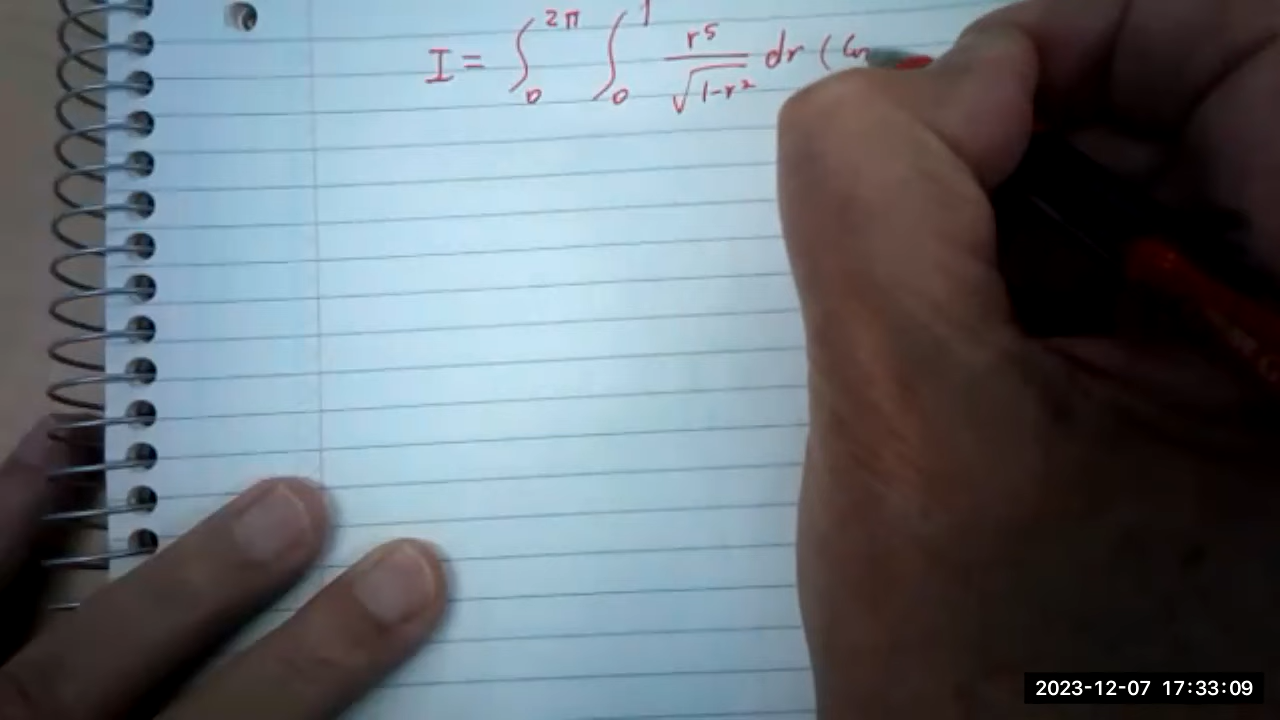 I = ∫₀^{2π} ∫₀^1 r⁵/√(1-r²) dr (
2023-12-07 17:33:09